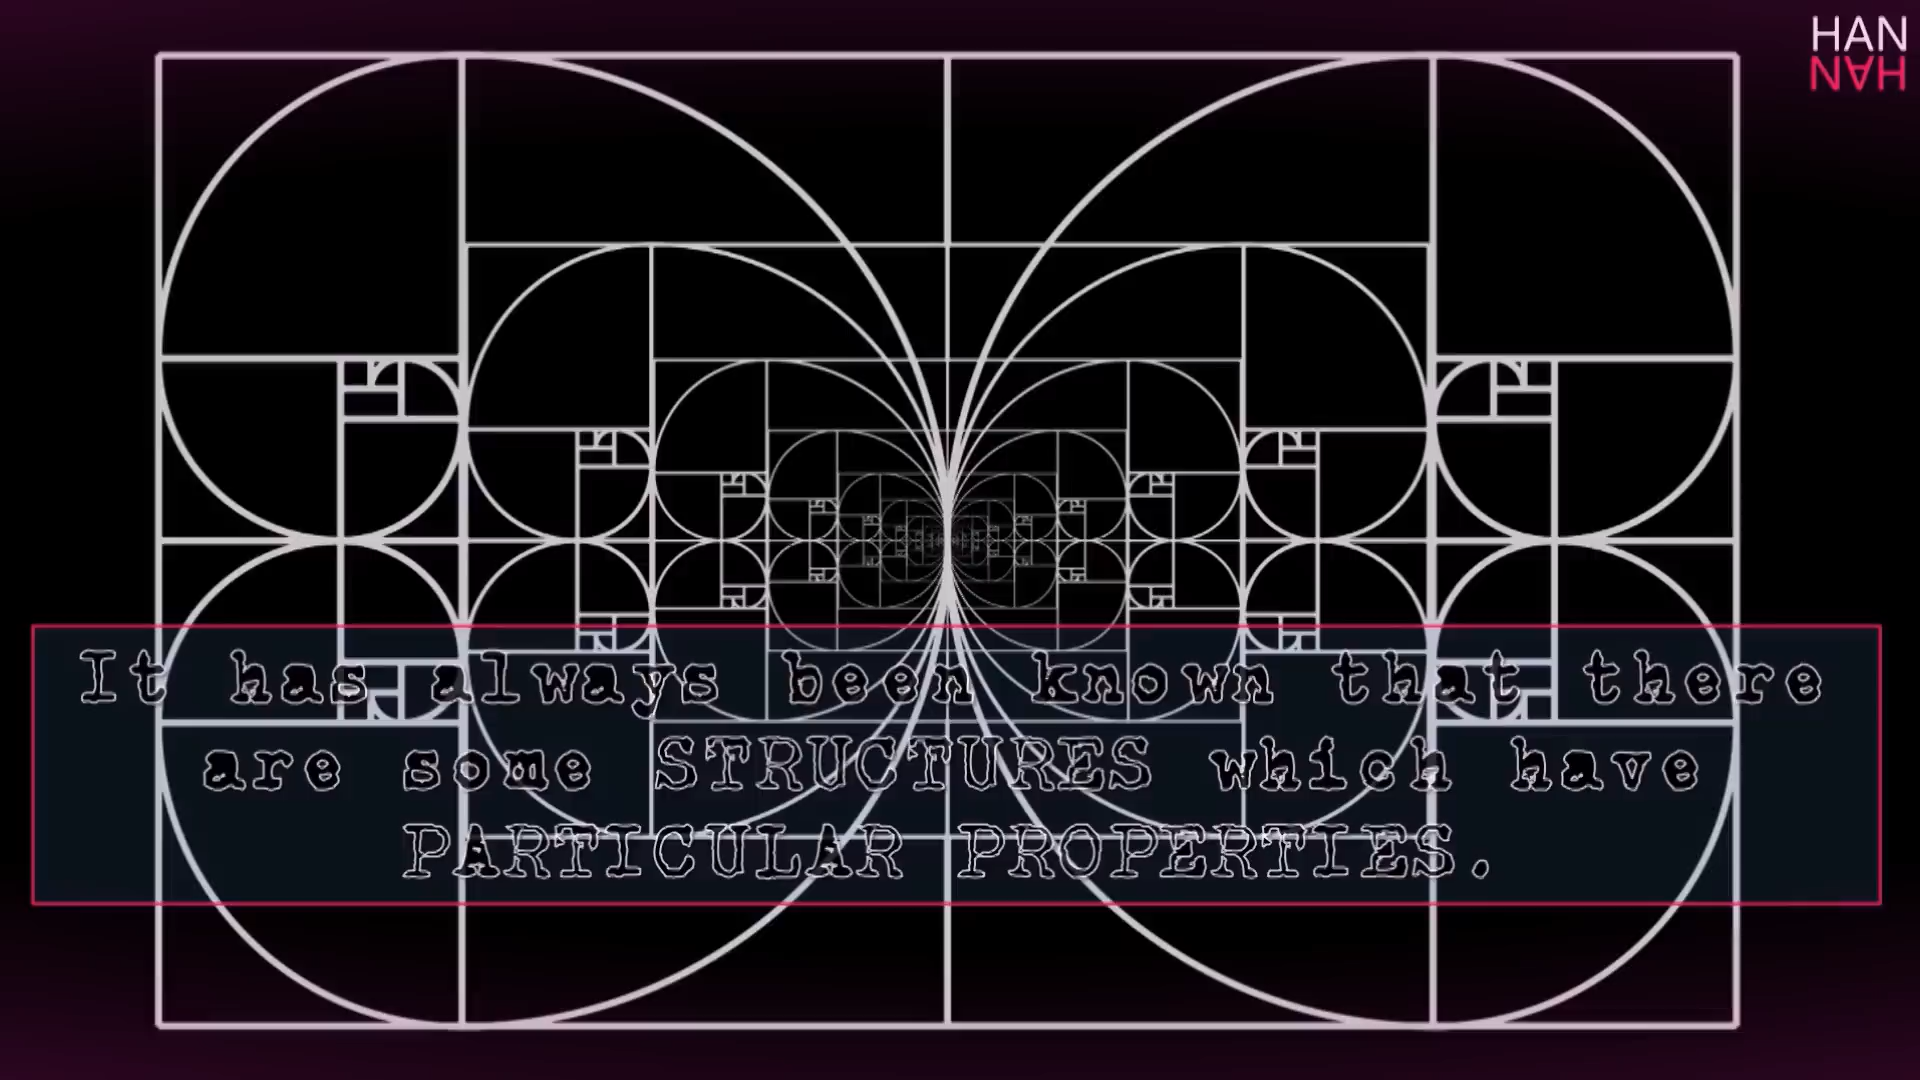 HAN
NAH
It has always been known that there
are some STRUCTURES which have
PARTICULAR PROPERTIES.